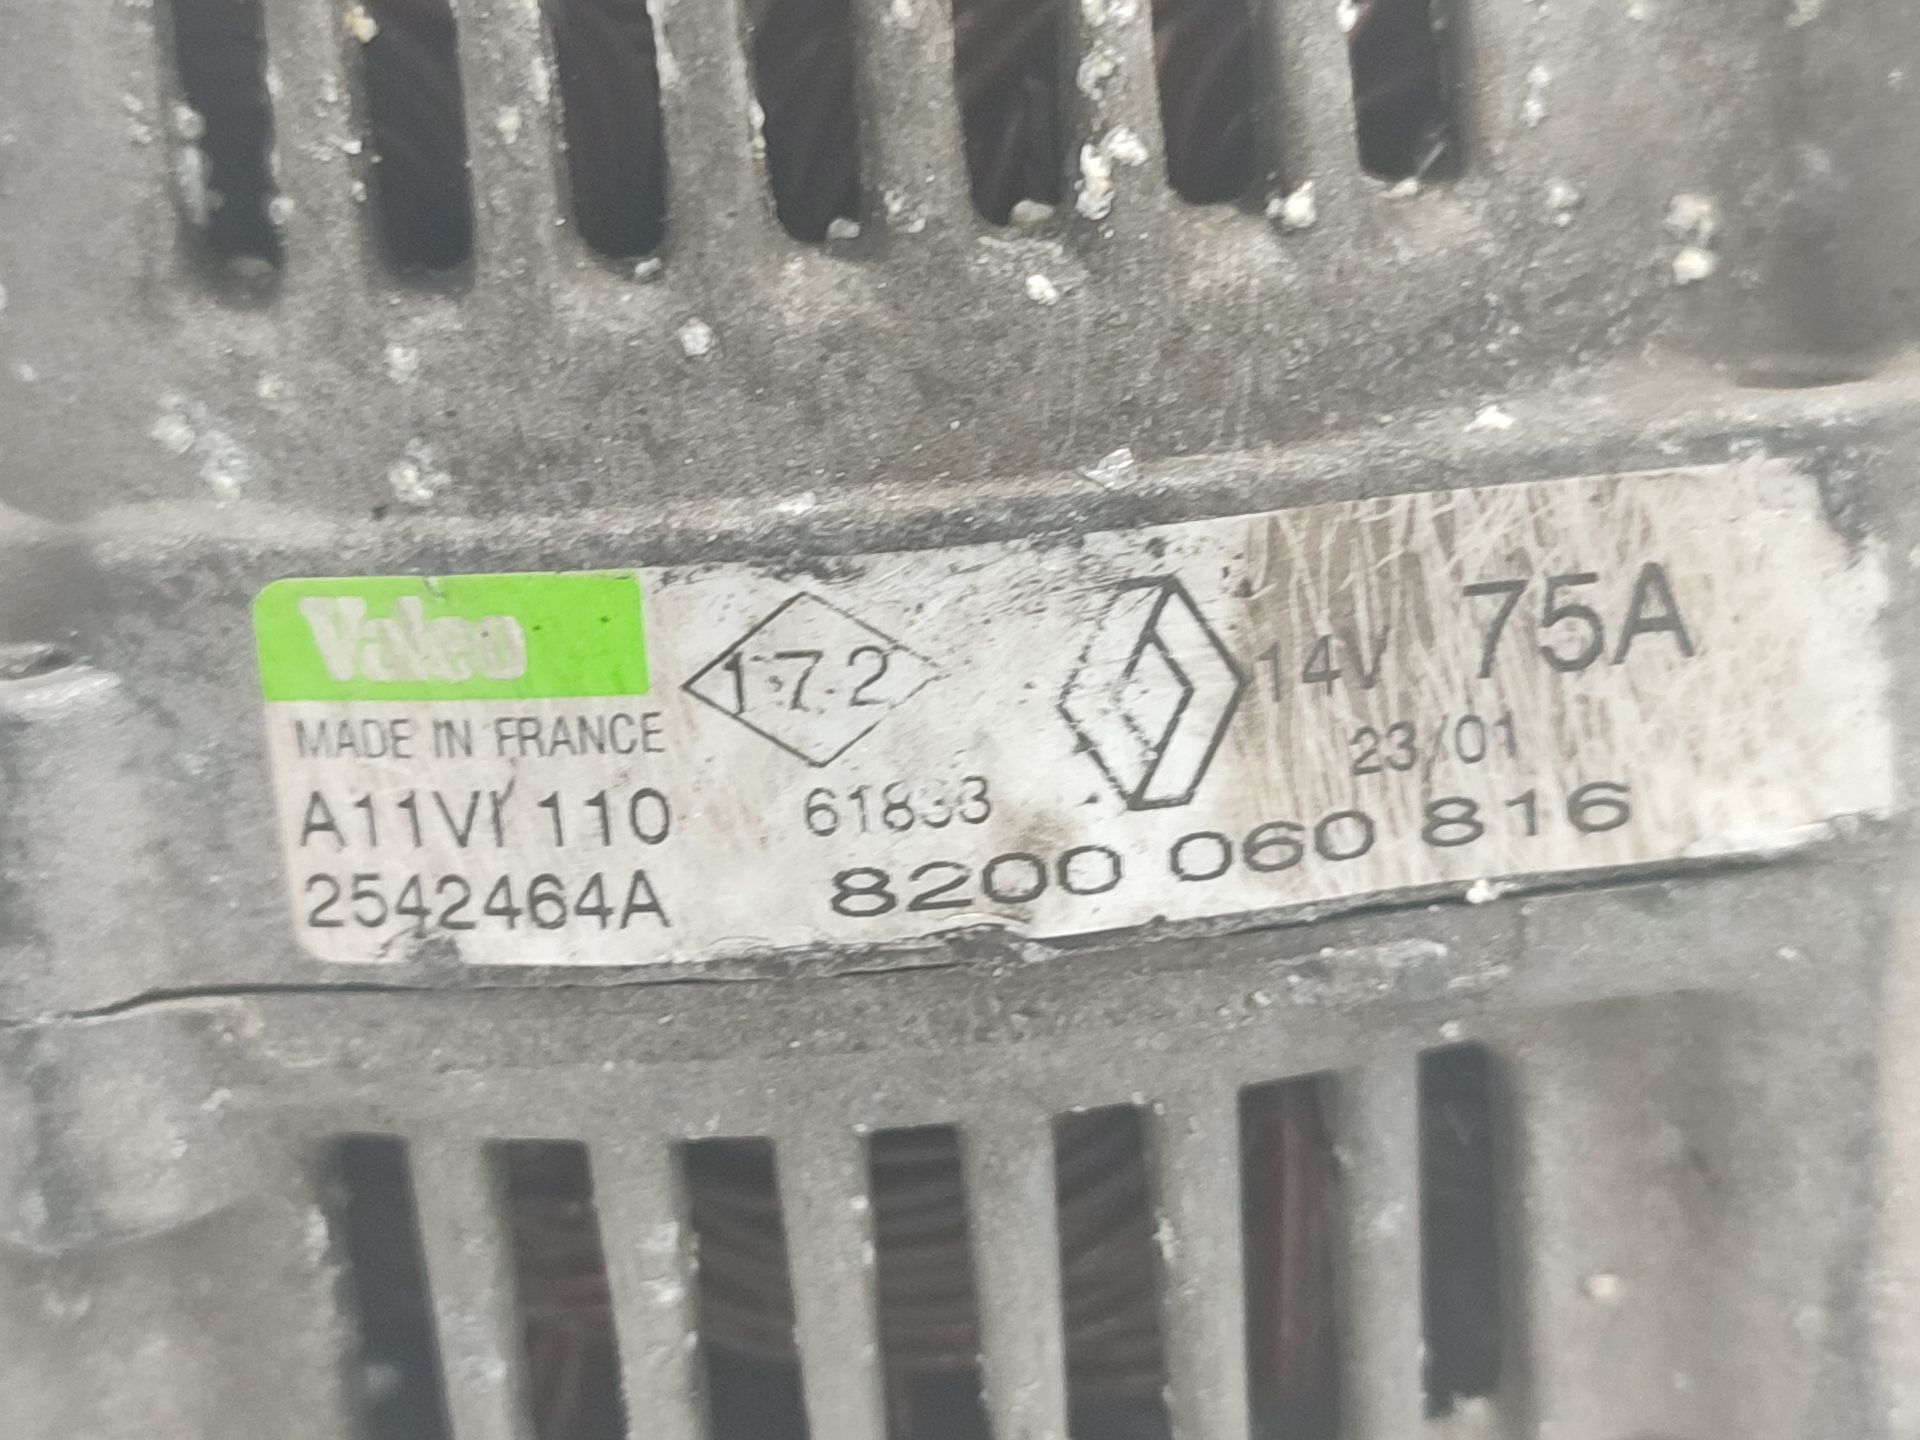 Valeo
MADE IN FRANCE
A11VI 110
2542464A
172
61833
14V 75A
23/01
8200 060 816